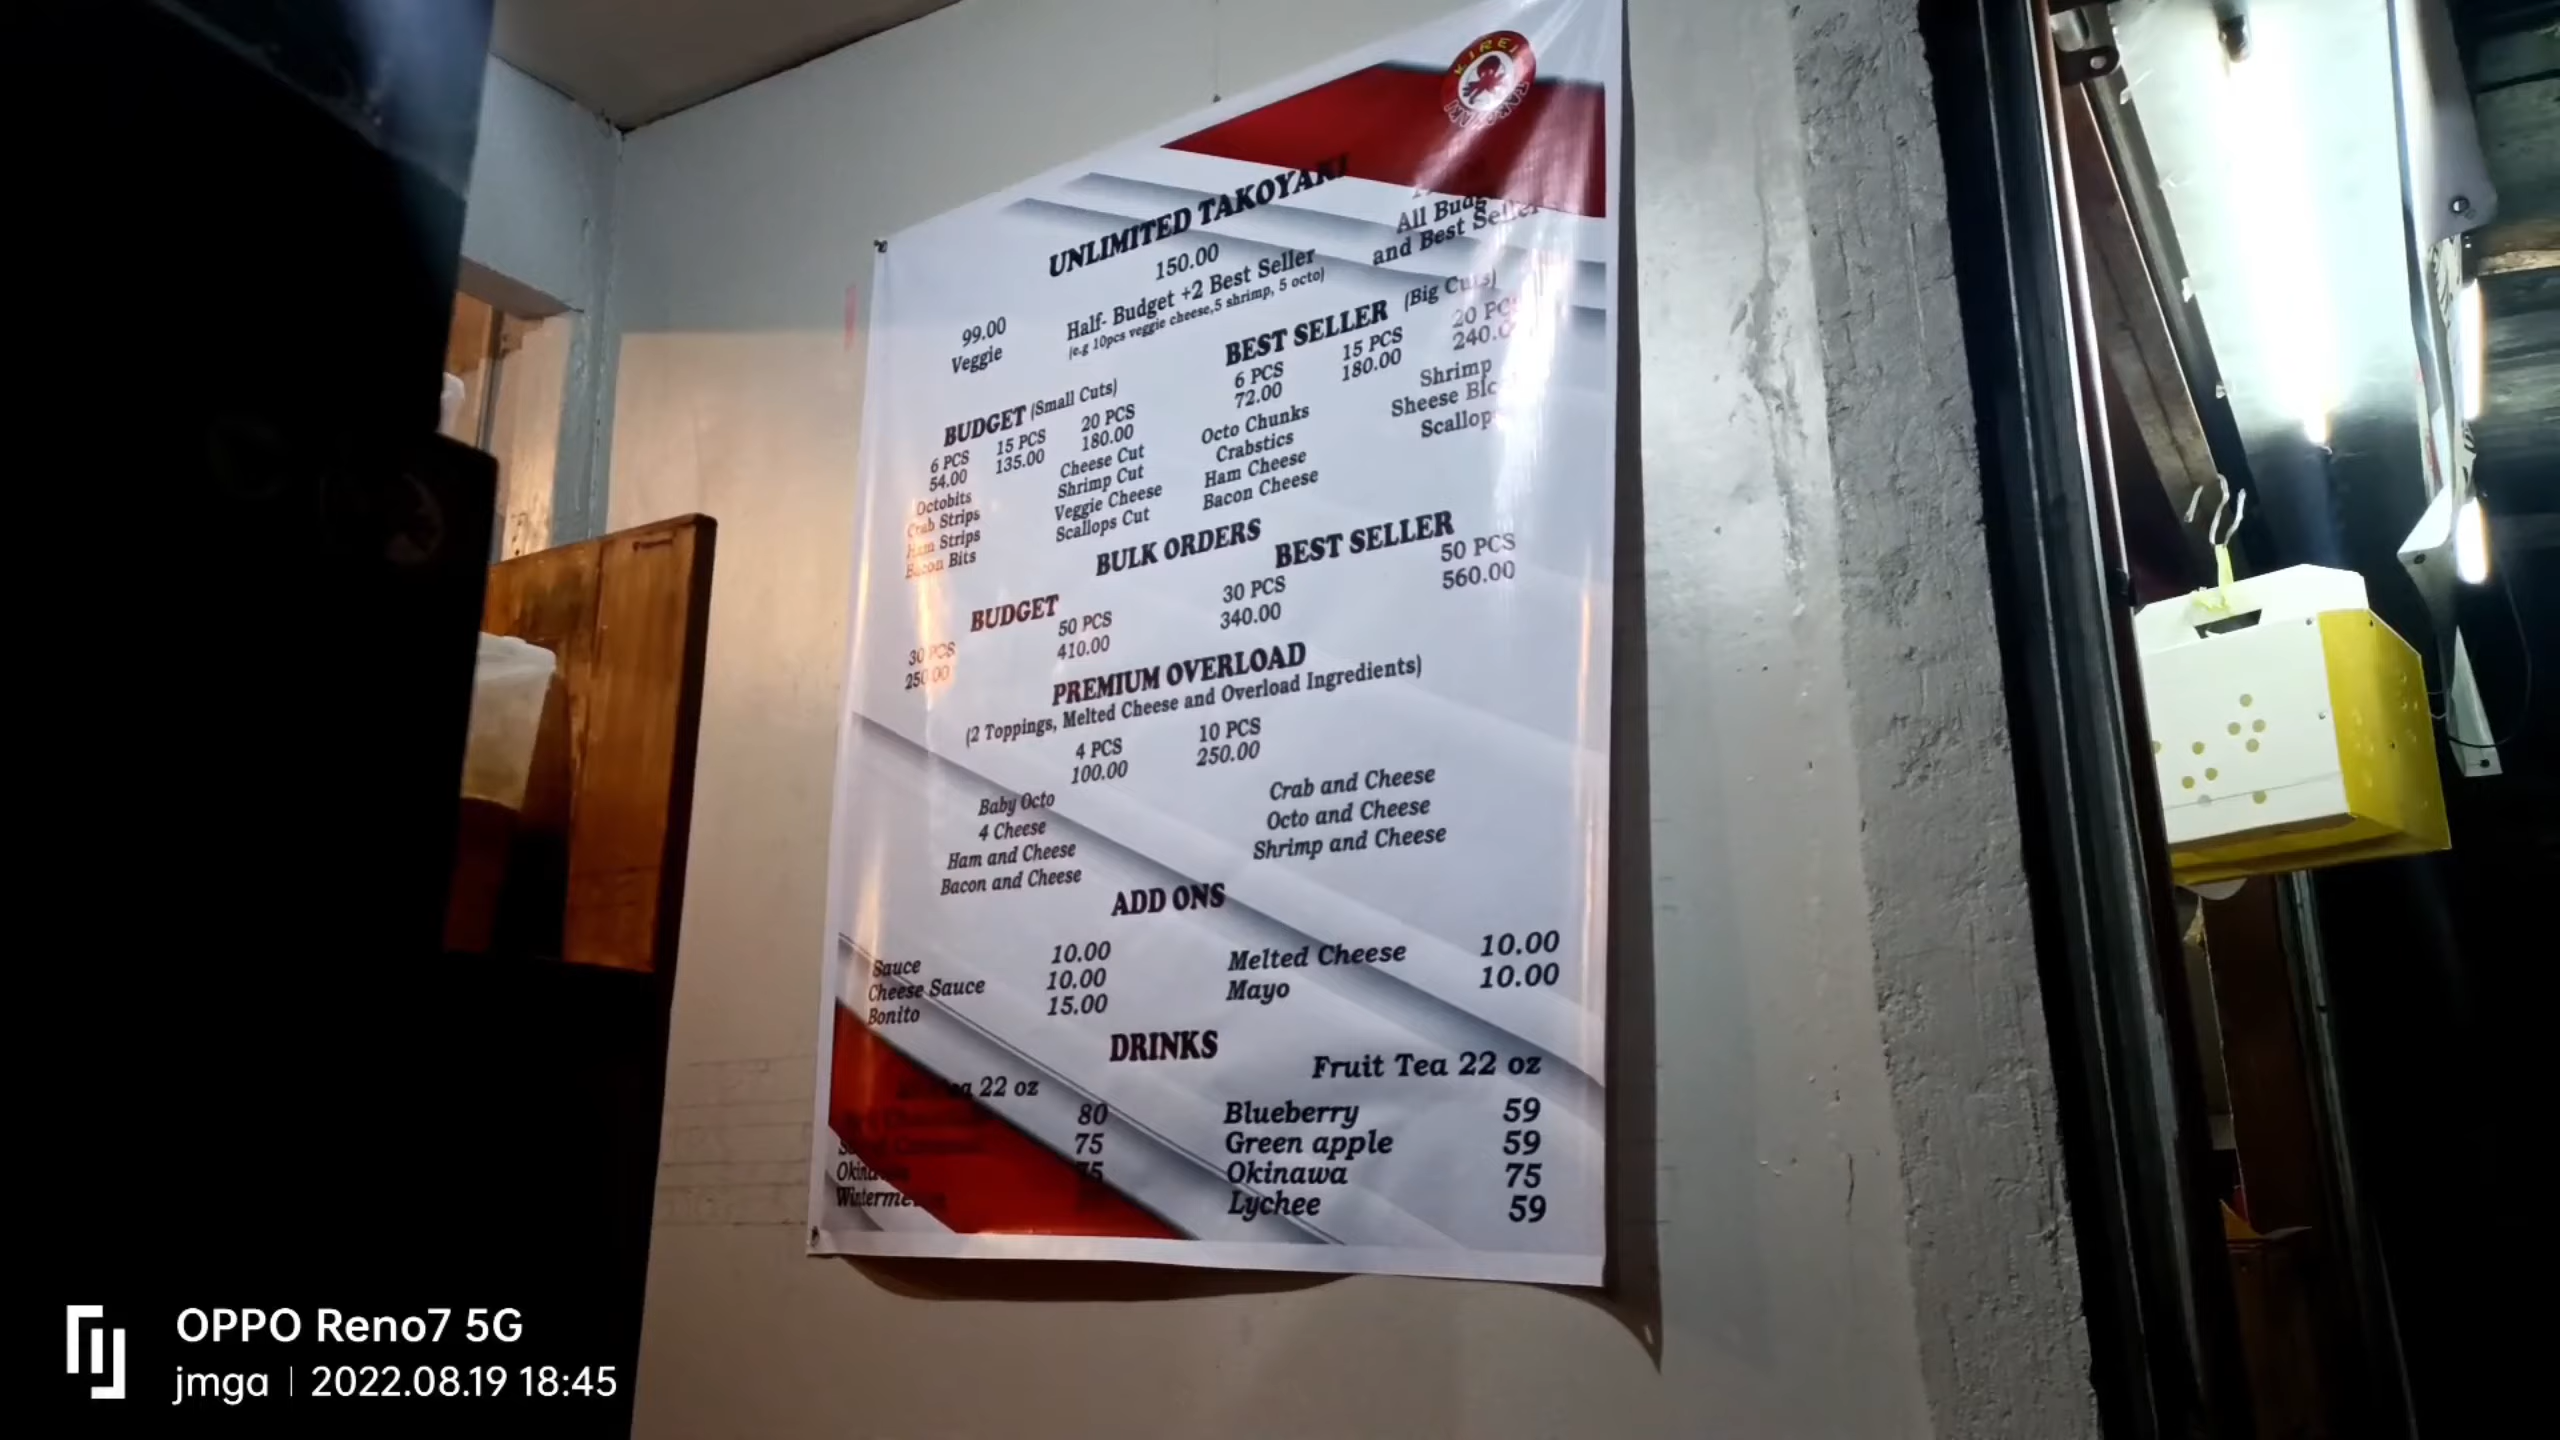 KIREI
UNLIMITED TAKOYAKI
99.00
Veggie
150.00
Half- Budget +2 Best Seller
(e.g 10pcs veggie cheese,5 shrimp, 5 octo)
All
and Best Seller
BUDGET (Small Cuts)
6 PCS 15 PCS 20 PCS
54.00 135.00 180.00
Octobits
Crab Strips
Ham Strips
Bacon Bits
Cheese Cut
Shrimp Cut
Veggie Cheese
Scallops Cut
BEST SELLER (Big Cuts)
6 PCS 15 PCS 20 PCS
72.00 180.00
Octo Chunks
Crabstics
Ham Cheese
Bacon Cheese
Shrimp
Sheese
Scallops
BULK ORDERS
BUDGET
30 PCS 50 PCS
250.00 410.00
BEST SELLER
30 PCS 50 PCS
340.00 560.00
PREMIUM OVERLOAD
(2 Toppings, Melted Cheese and Overload Ingredients)
4 PCS 10 PCS
100.00 250.00
Baby Octo
4 Cheese
Ham and Cheese
Bacon and Cheese
Crab and Cheese
Octo and Cheese
Shrimp and Cheese
ADD ONS
Sauce 10.00
Cheese Sauce 10.00
Bonito 15.00
Melted Cheese 10.00
Mayo 10.00
DRINKS
22 oz
80
75
Okinawa 75
Wintermelon
Fruit Tea 22 oz
Blueberry 59
Green apple 59
Okinawa 75
Lychee 59
OPPO Reno7 5G
jmga | 2022.08.19 18:45